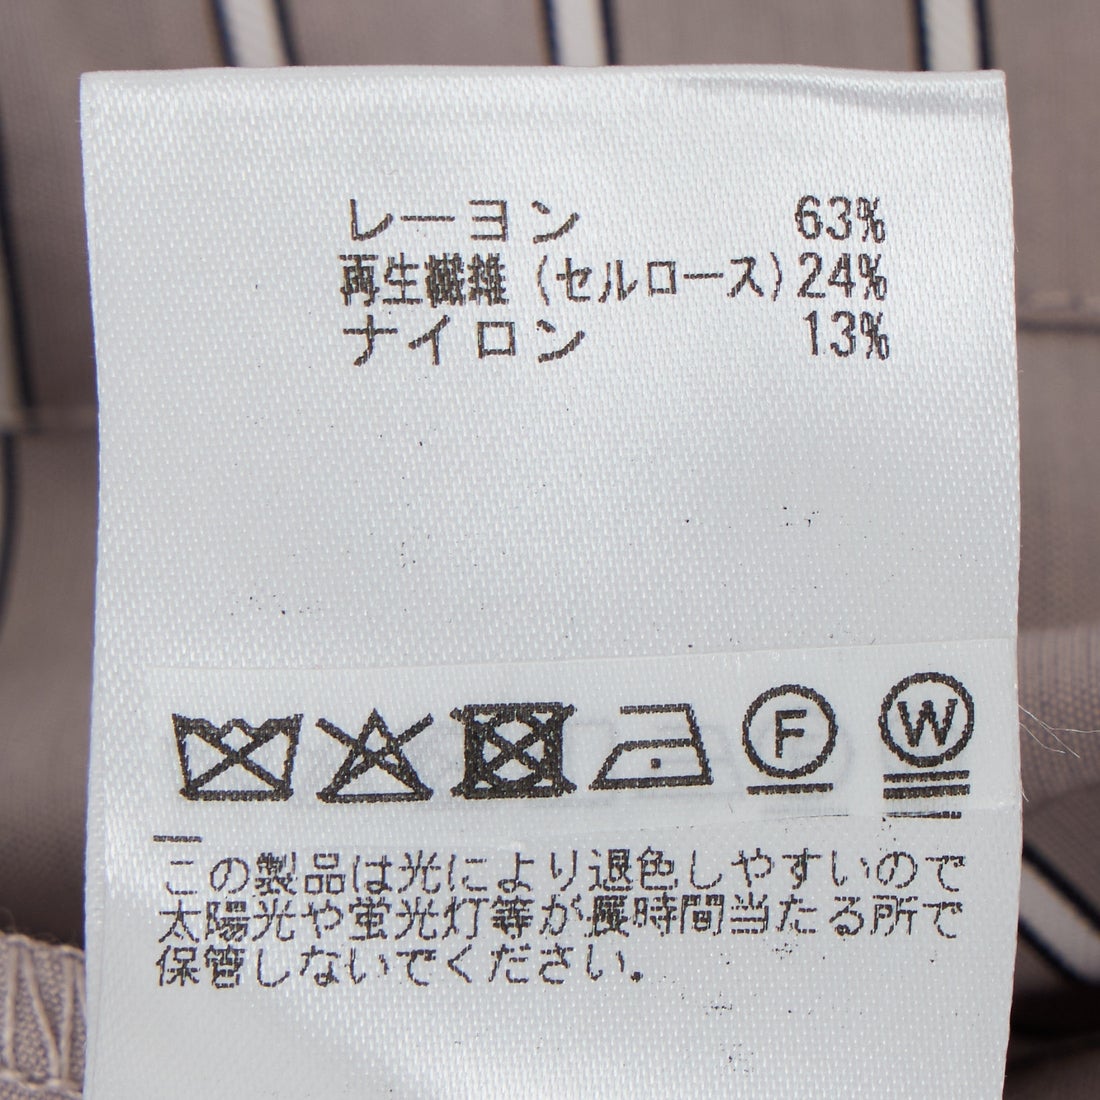 レーヨン 63%
再生繊維(セルロース)24%
ナイロン 13%
F W
この製品は光により退色しやすいので
太陽光や蛍光灯等が長時間当たる所で
保管しないでください。